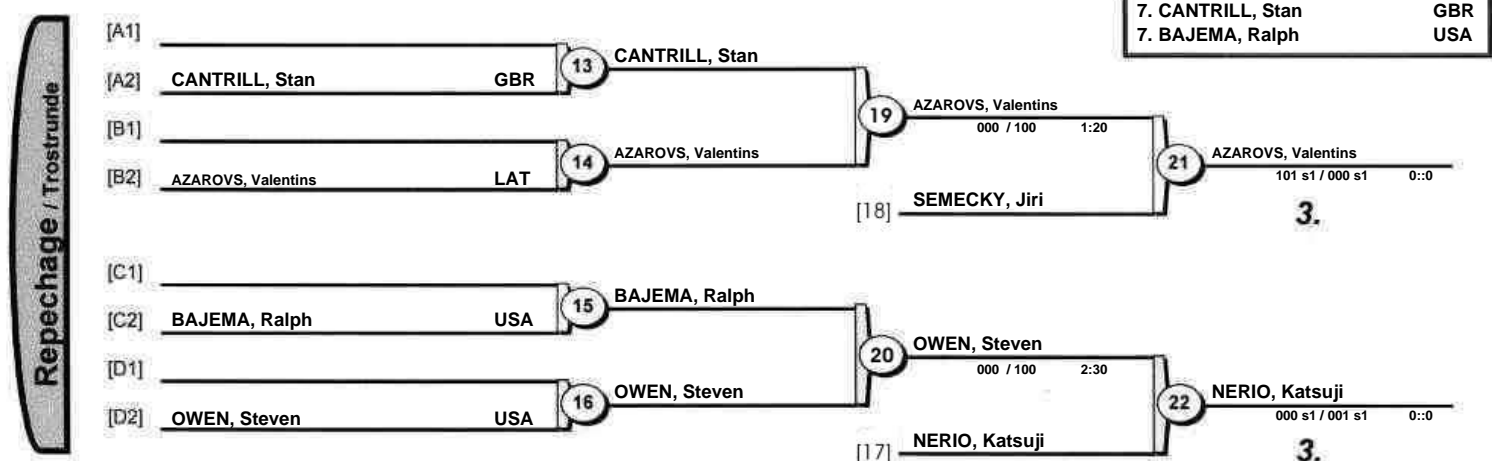 7. CANTRILL, Stan GBR
7. BAJEMA, Ralph USA
Repechage / Trostrunde
[A1]
[A2] CANTRILL, Stan GBR
13 CANTRILL, Stan
[B1]
[B2] AZAROVS, Valentins LAT
14 AZAROVS, Valentins
19 AZAROVS, Valentins
000 / 100 1:20
[18] SEMECKY, Jiri
21 AZAROVS, Valentins
101 s1 / 000 s1 0::0
3.
[C1]
[C2] BAJEMA, Ralph USA
15 BAJEMA, Ralph
[D1]
[D2] OWEN, Steven USA
16 OWEN, Steven
20 OWEN, Steven
000 / 100 2:30
[17] NERIO, Katsuji
22 NERIO, Katsuji
000 s1 / 001 s1 0::0
3.